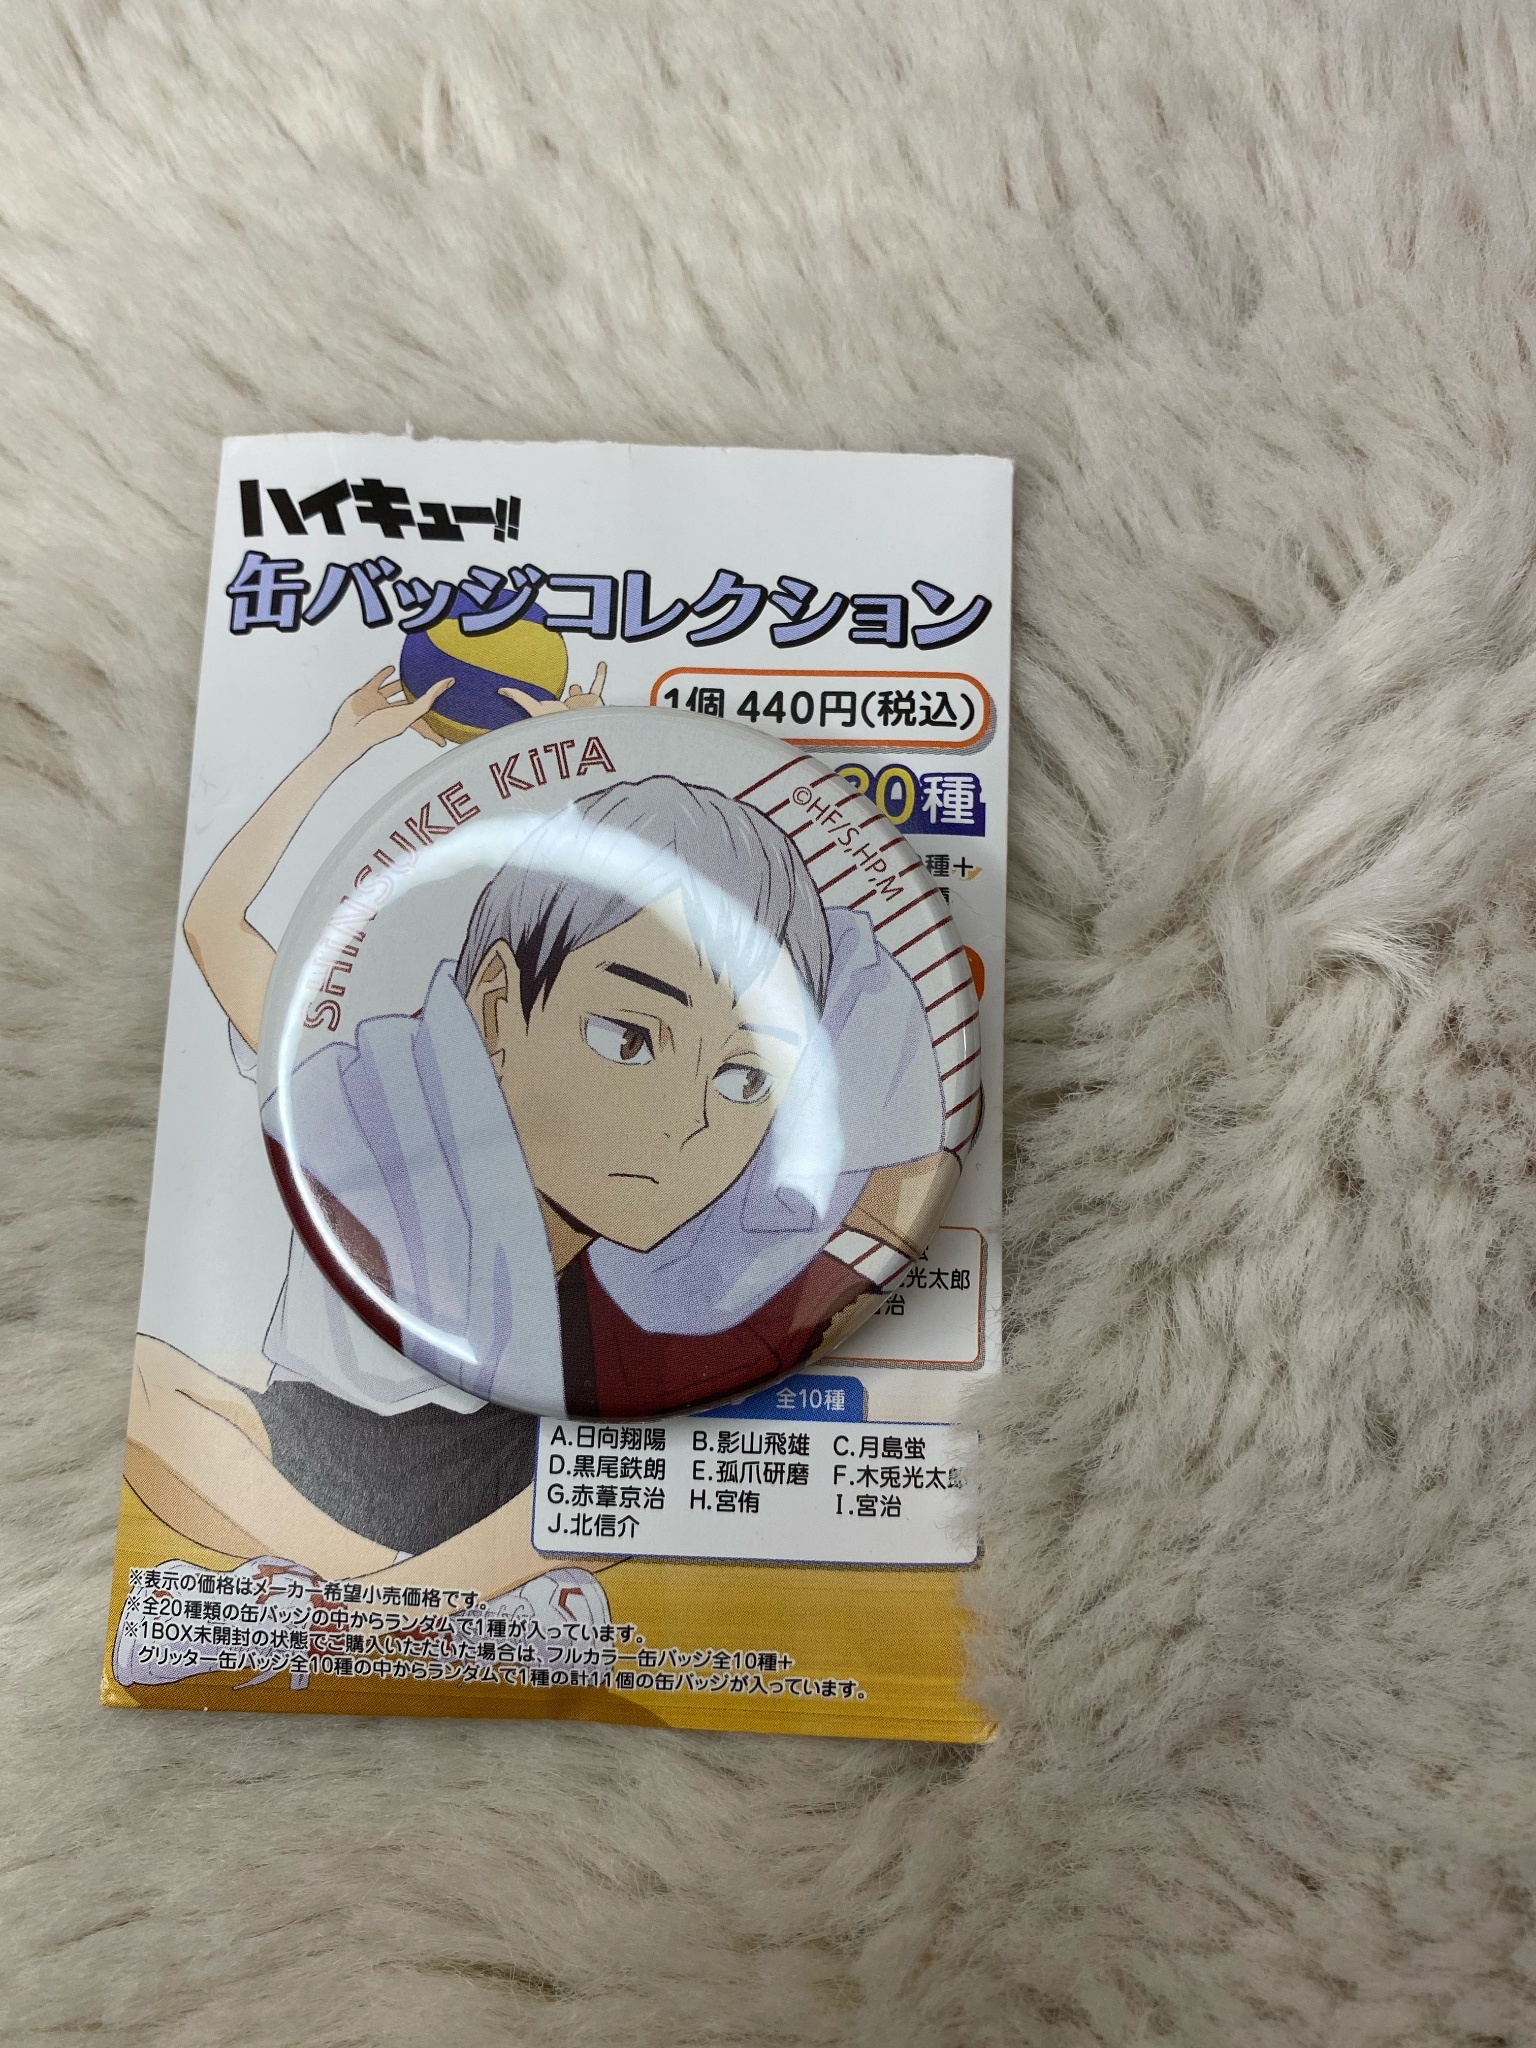 ハイキュー!!
缶バッジコレクション
1個 440円(税込)
20種
種+
SHINSUKE KITA
©HF/S,HP,M
光太郎
治
全10種
A.日向翔陽 B.影山飛雄 C.月島蛍
D.黒尾鉄朗 E.孤爪研磨 F.木兎光太郎
G.赤葦京治 H.宮侑 I.宮治
J.北信介
※表示の価格はメーカー希望小売価格です。
※全20種類の缶バッジの中からランダムで1種が入っています。
※1BOX未開封の状態でご購入いただいた場合は、フルカラー缶バッジ全10種+
グリッター缶バッジ全10種の中からランダムで1種の計11個の缶バッジが入っています。